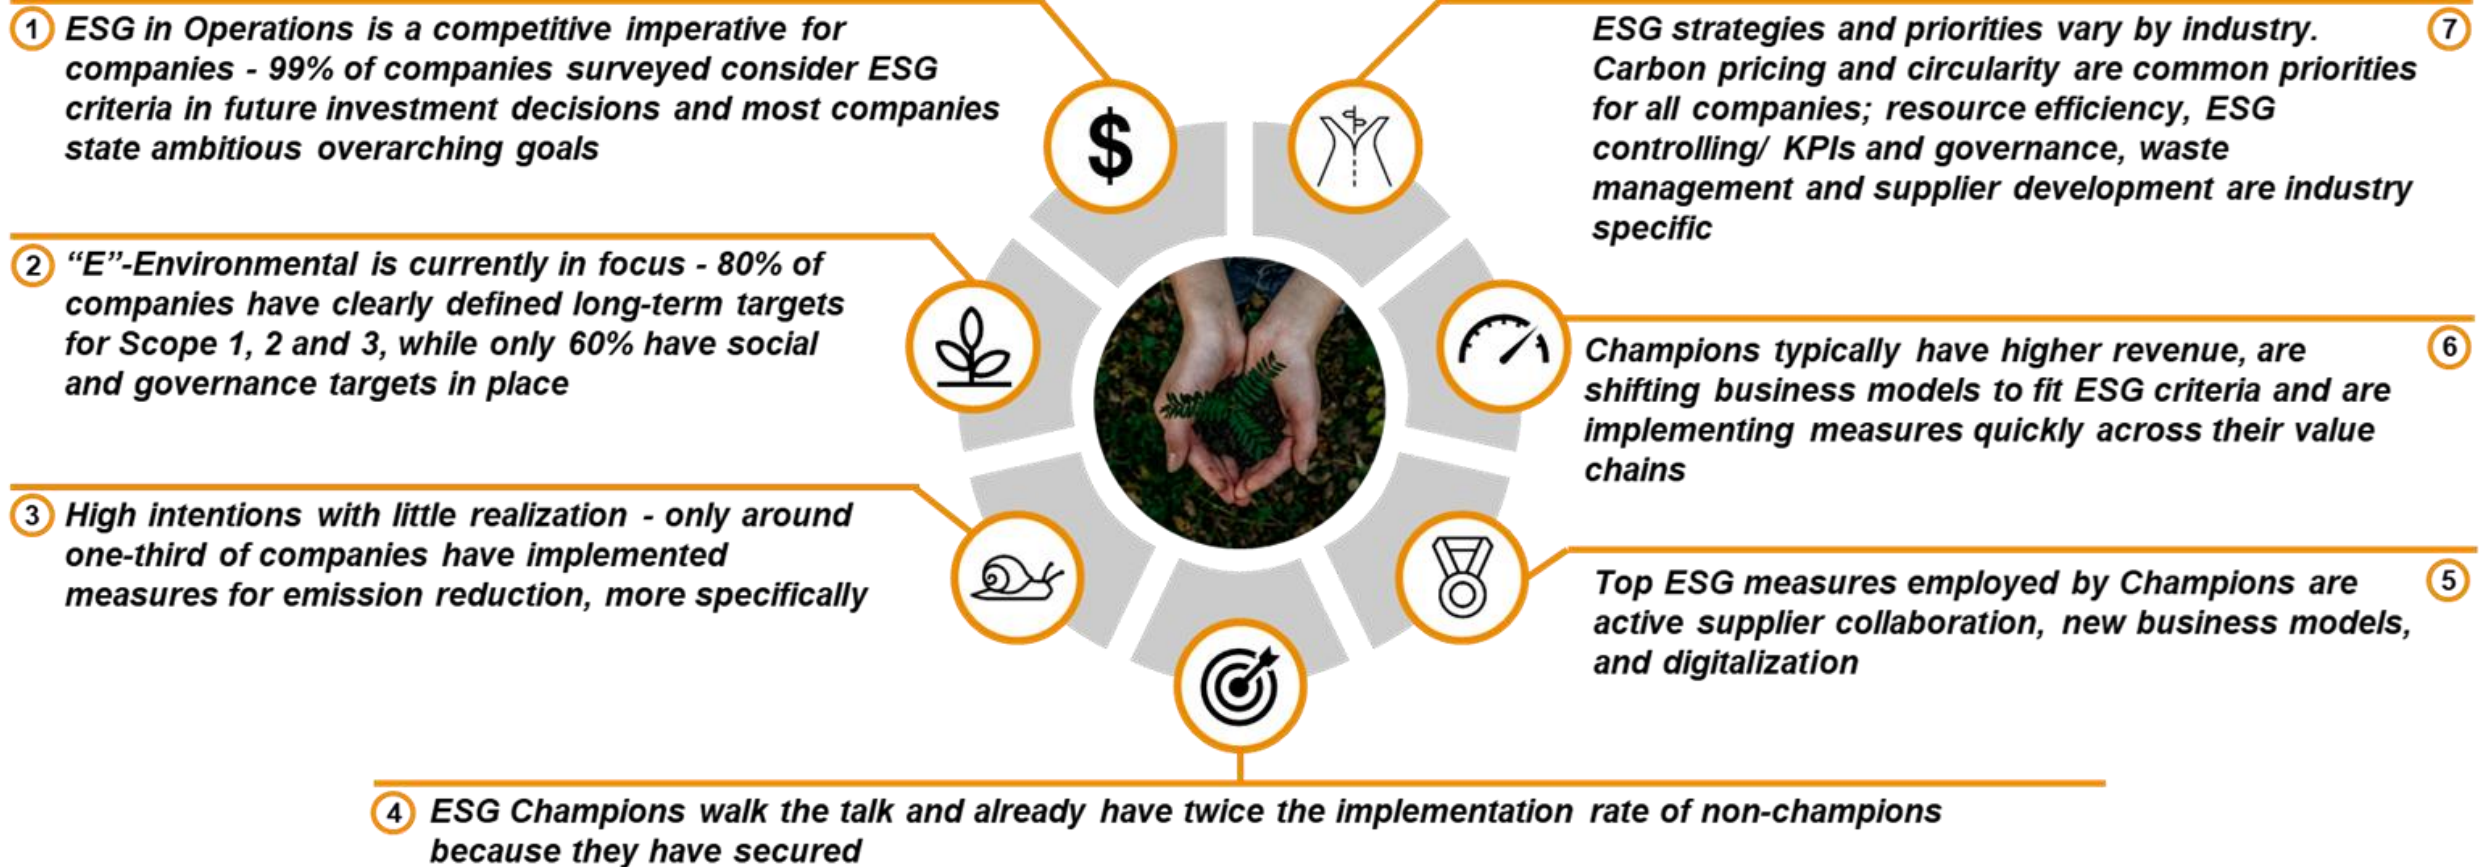 1 ESG in Operations is a competitive imperative for
companies - 99% of companies surveyed consider ESG
criteria in future investment decisions and most companies
state ambitious overarching goals
2 “E”-Environmental is currently in focus - 80% of
companies have clearly defined long-term targets
for Scope 1, 2 and 3, while only 60% have social
and governance targets in place
3 High intentions with little realization - only around
one-third of companies have implemented
measures for emission reduction, more specifically
4 ESG Champions walk the talk and already have twice the implementation rate of non-champions
because they have secured
Top ESG measures employed by Champions are 5
active supplier collaboration, new business models,
and digitalization
Champions typically have higher revenue, are 6
shifting business models to fit ESG criteria and are
implementing measures quickly across their value
chains
ESG strategies and priorities vary by industry. 7
Carbon pricing and circularity are common priorities
for all companies; resource efficiency, ESG
controlling/ KPIs and governance, waste
management and supplier development are industry
specific
$